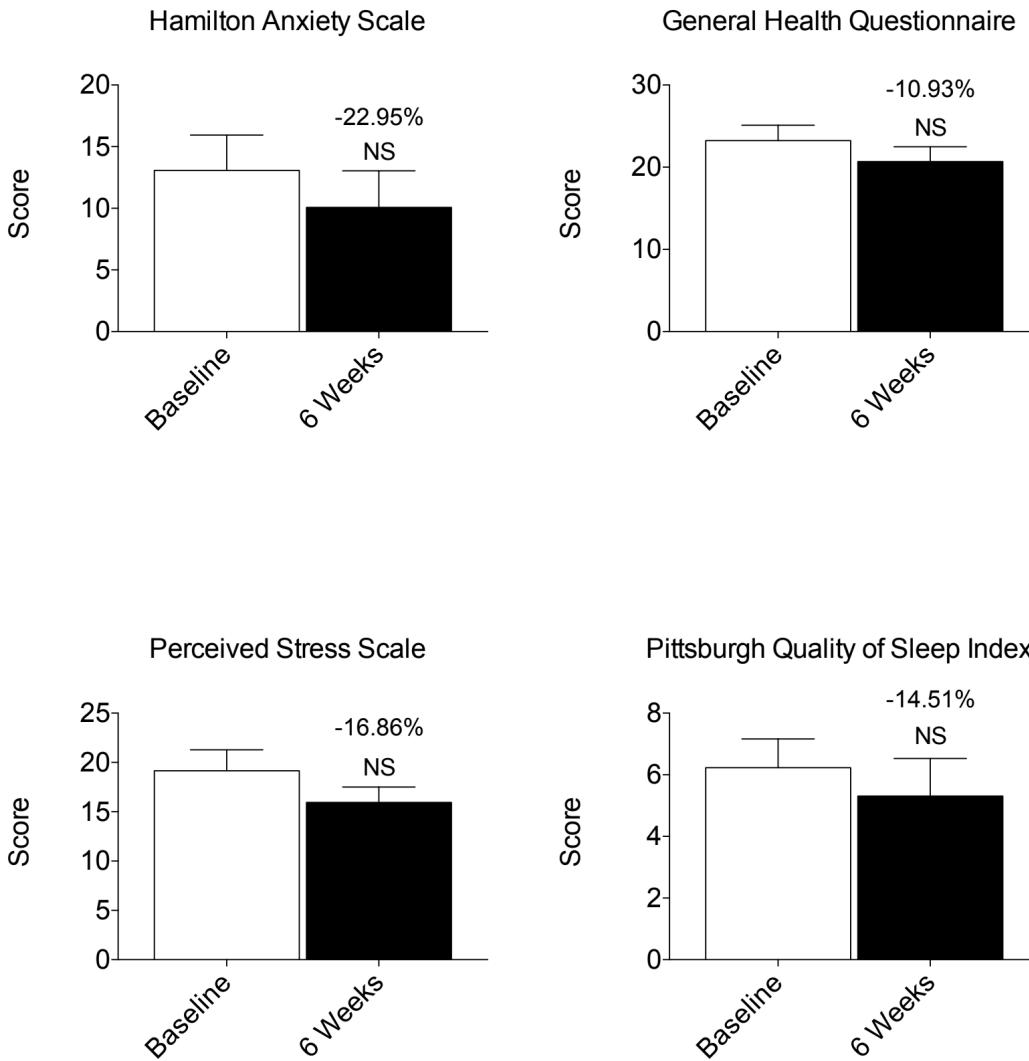 Hamilton Anxiety Scale
20
15
10
5
0
Score
-22.95%
NS
Baseline
6 Weeks
General Health Questionnaire
30
20
10
0
Score
-10.93%
NS
Baseline
6 Weeks
Perceived Stress Scale
25
20
15
10
5
0
Score
-16.86%
NS
Baseline
6 Weeks
Pittsburgh Quality of Sleep Index
8
6
4
2
0
Score
-14.51%
NS
Baseline
6 Weeks